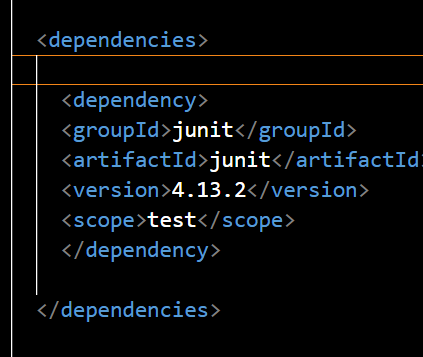 <dependencies>
<dependency>
<groupId>junit</groupId>
<artifactId>junit</artifactId
<version>4.13.2</version>
<scope>test</scope>
</dependency>
</dependencies>